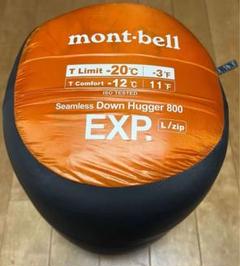 mont-bell
T Limit -20℃ -3°F
T Comfort -12℃ 11°F
ISO TESTED
Seamless Down Hugger 800
EXP. L/zip